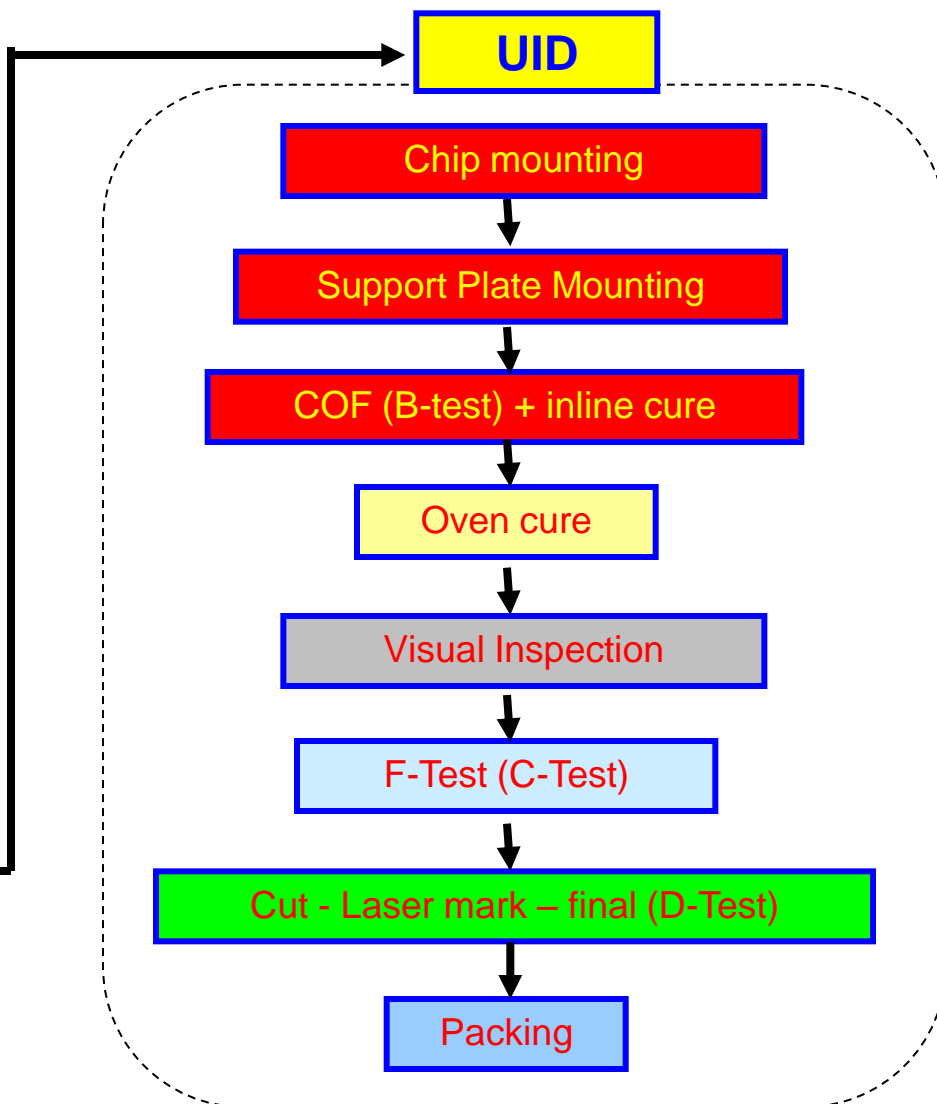 UID
Chip mounting
Support Plate Mounting
COF (B-test) + inline cure
Oven cure
Visual Inspection
F-Test (C-Test)
Cut - Laser mark – final (D-Test)
Packing